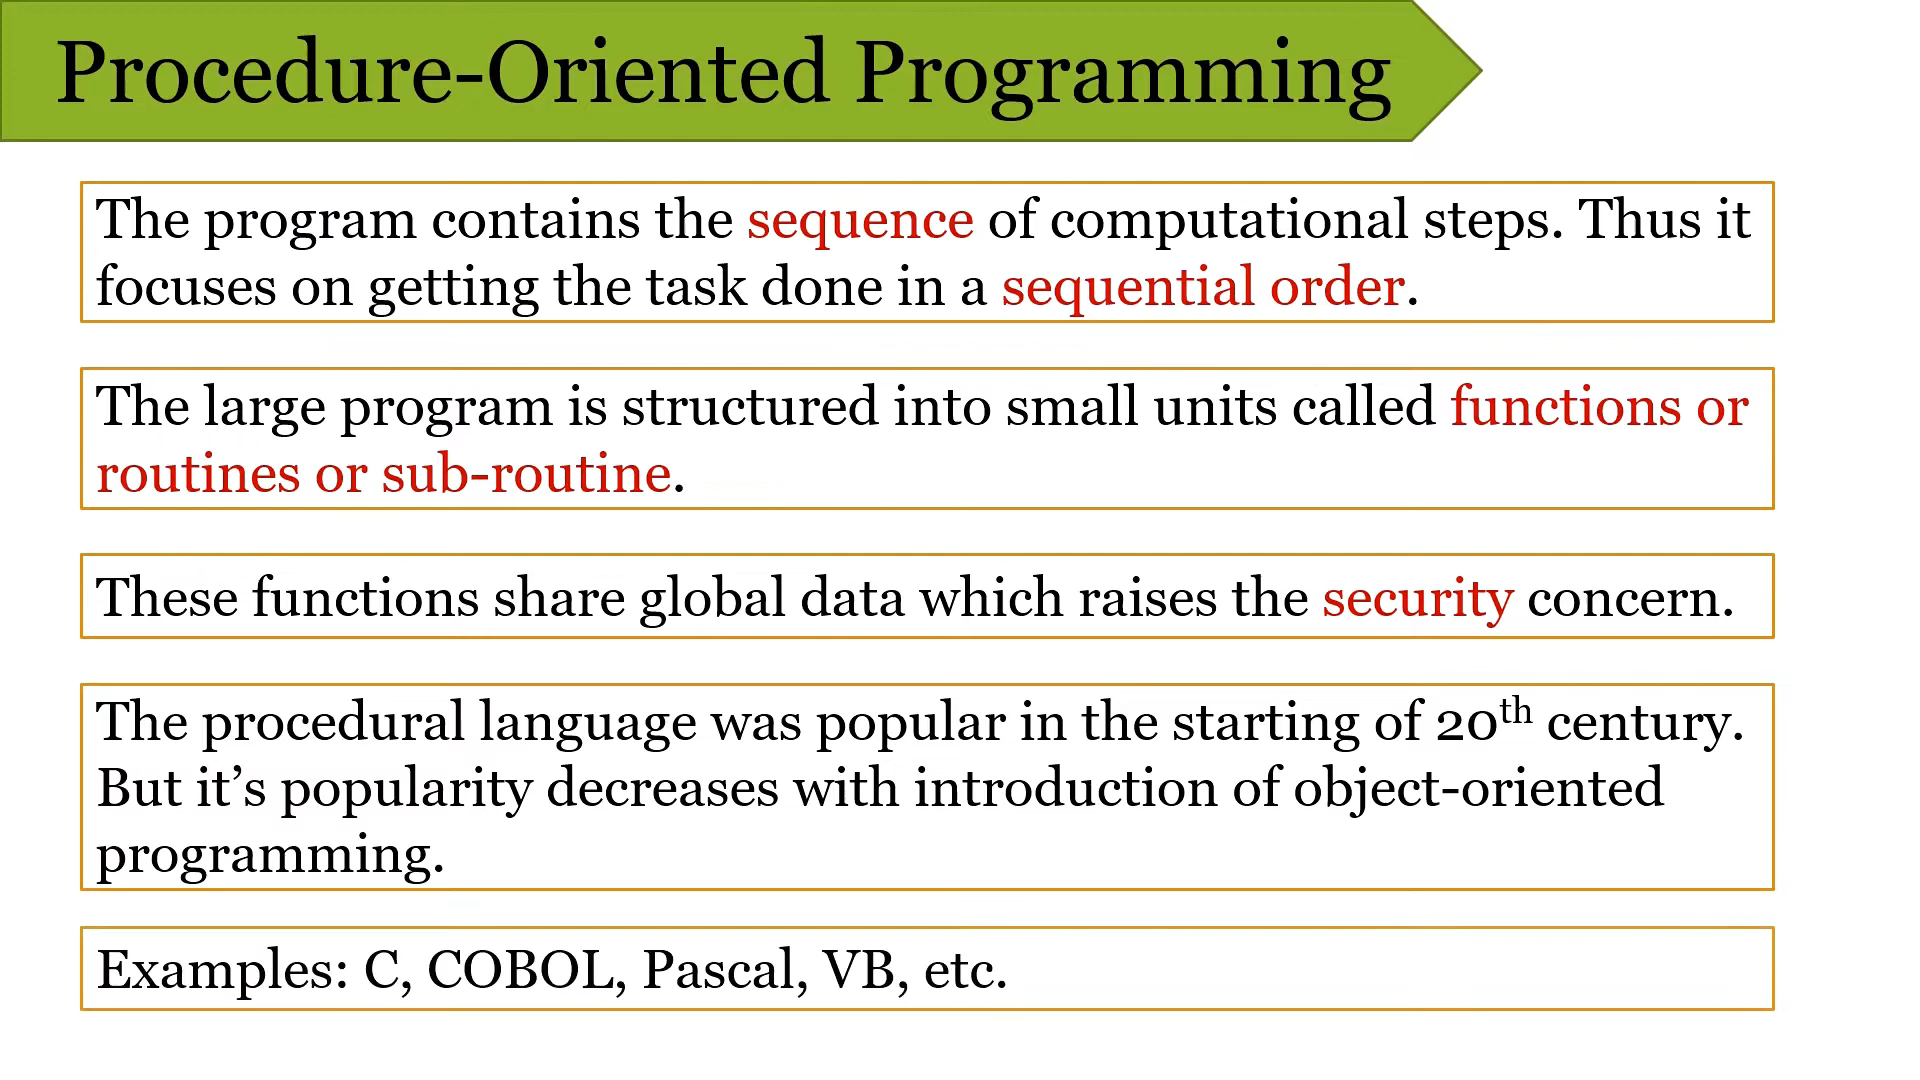 Procedure-Oriented Programming
The program contains the sequence of computational steps. Thus it
focuses on getting the task done in a sequential order.
The large program is structured into small units called functions or
routines or sub-routine.
These functions share global data which raises the security concern.
The procedural language was popular in the starting of 20th century.
But it’s popularity decreases with introduction of object-oriented
programming.
Examples: C, COBOL, Pascal, VB, etc.